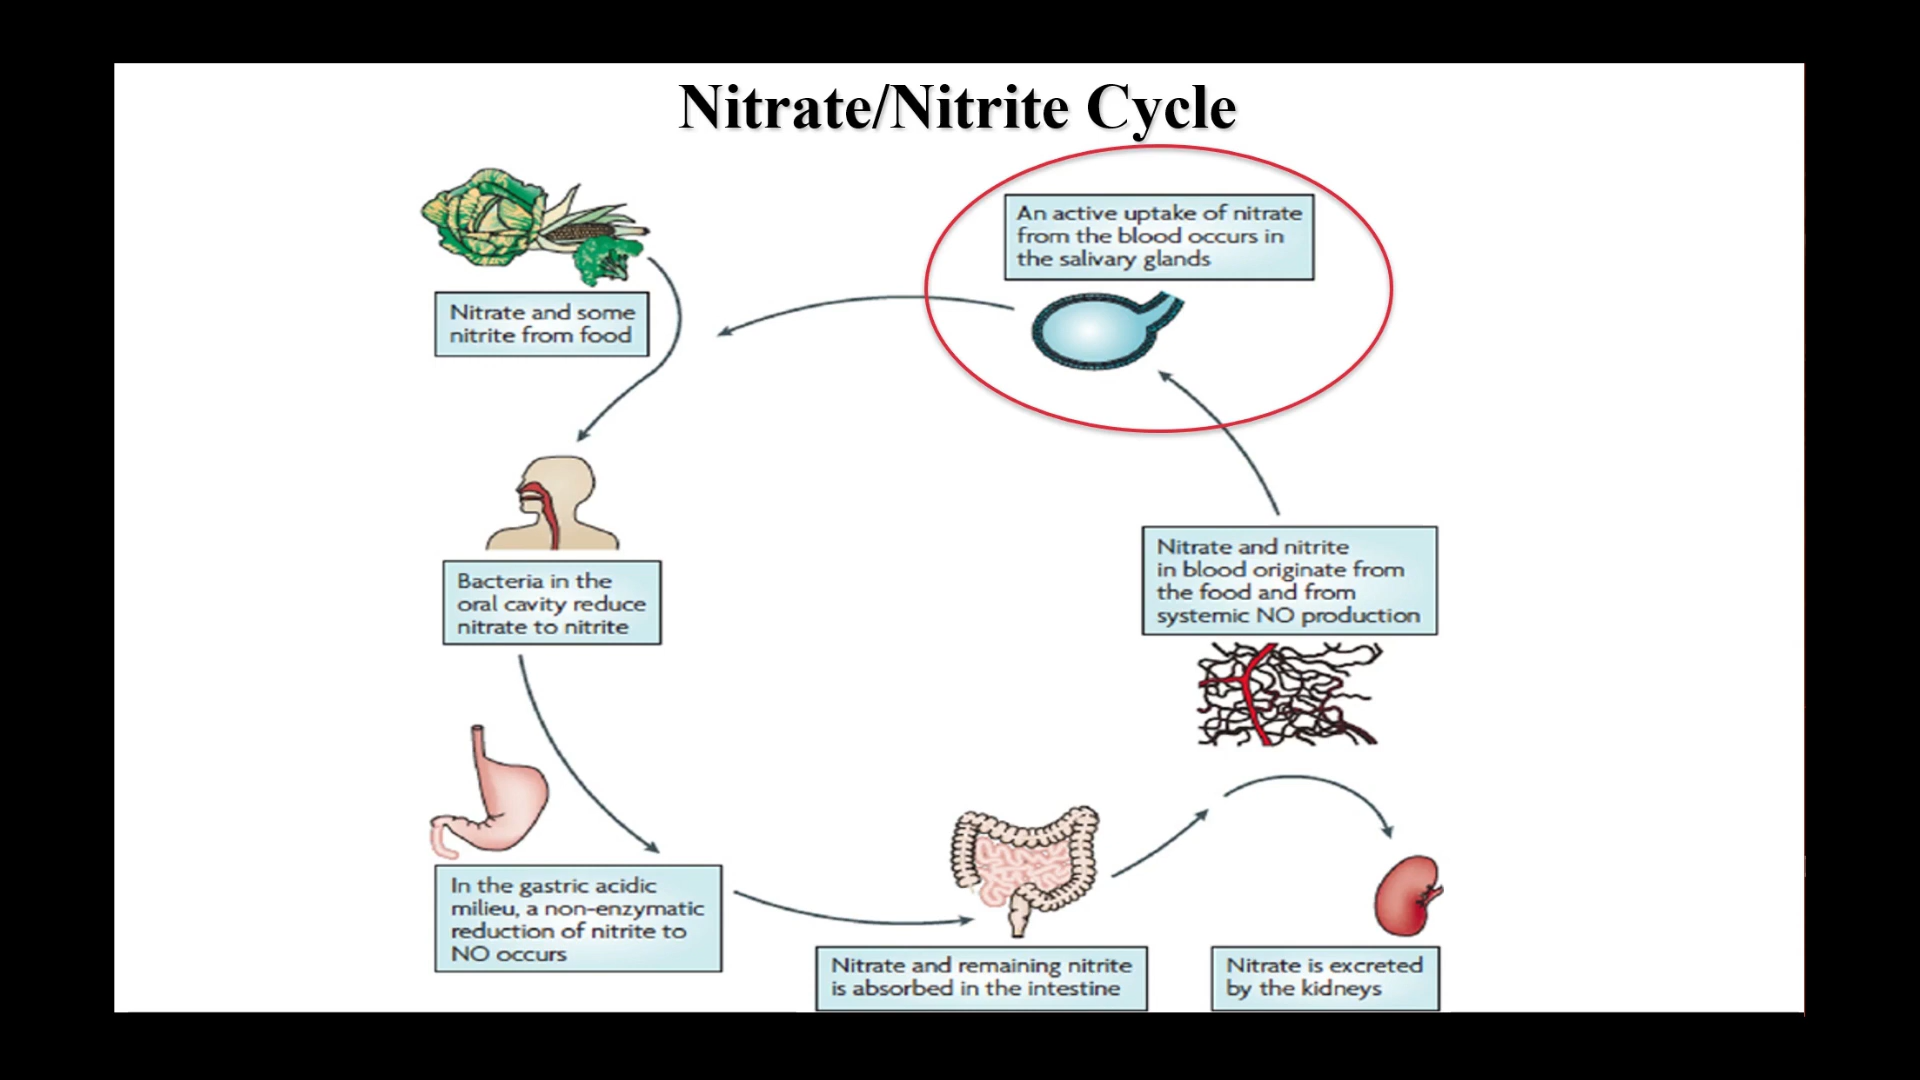 Nitrate/Nitrite Cycle
An active uptake of nitrate
from the blood occurs in
the salivary glands
Nitrate and some
nitrite from food
Bacteria in the
oral cavity reduce
nitrate to nitrite
Nitrate and nitrite
in blood originate from
the food and from
systemic NO production
In the gastric acidic
milieu, a non-enzymatic
reduction of nitrite to
NO occurs
Nitrate and remaining nitrite
is absorbed in the intestine
Nitrate is excreted
by the kidneys